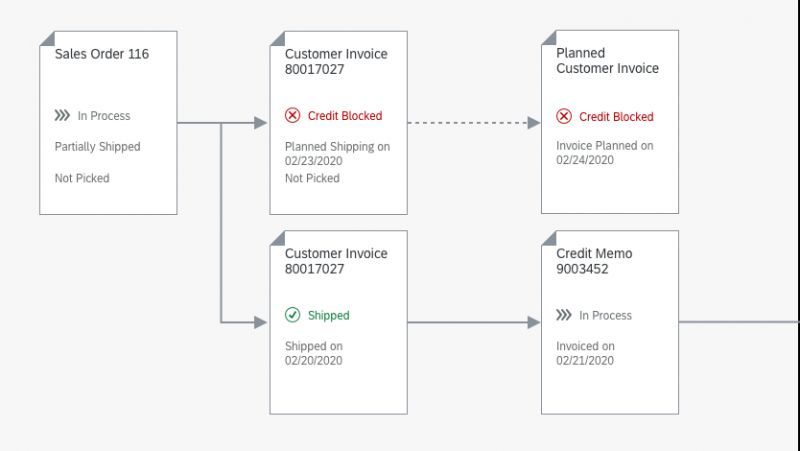 Sales Order 116
In Process
Partially Shipped
Not Picked
Customer Invoice
80017027
Credit Blocked
Planned Shipping on
02/23/2020
Not Picked
Planned
Customer Invoice
Credit Blocked
Invoice Planned on
02/24/2020
Customer Invoice
80017027
Shipped
Shipped on
02/20/2020
Credit Memo
9003452
In Process
Invoiced on
02/21/2020